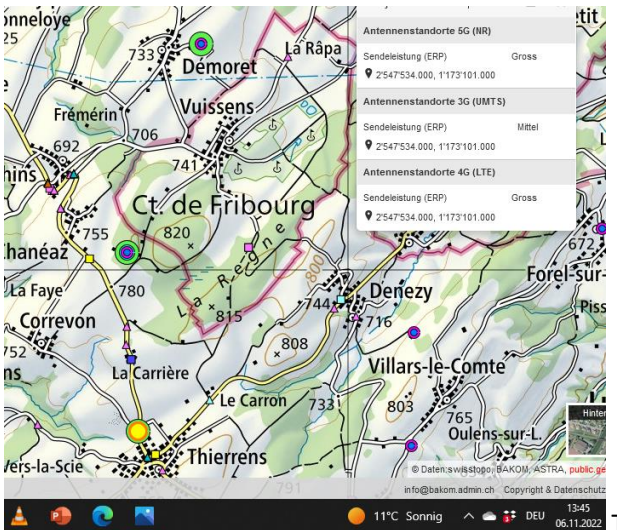 onneloye
25
733
Démoret
La Râpa
etit
Antennenstandorte 5G (NR)
Sendeleistung (ERP) Gross
2'547'534.000, 1'173'101.000
Antennenstandorte 3G (UMTS)
Sendeleistung (ERP) Mittel
2'547'534.000, 1'173'101.000
Antennenstandorte 4G (LTE)
Sendeleistung (ERP) Gross
2'547'534.000, 1'173'101.000
Frémérin
Vuissens
706
692
741
nins
Ct. de Fribourg
755
820
hanéaz
La Regne
800
672
La Faye
780
Forel-sur-
Correvon
815
744
Denezy
716
Piss
752
ns
808
La Carrière
Villars-le-Comte
Le Carron
733
803
765
Hinter
Oulens-sur-L.
vers-la-Scie
Thierrens
791
© Daten:swisstopo, BAKOM, ASTRA, public.ge
info@bakom.admin.ch Copyright & Datenschutz
11°C Sonnig
DEU
13:45
06.11.2022